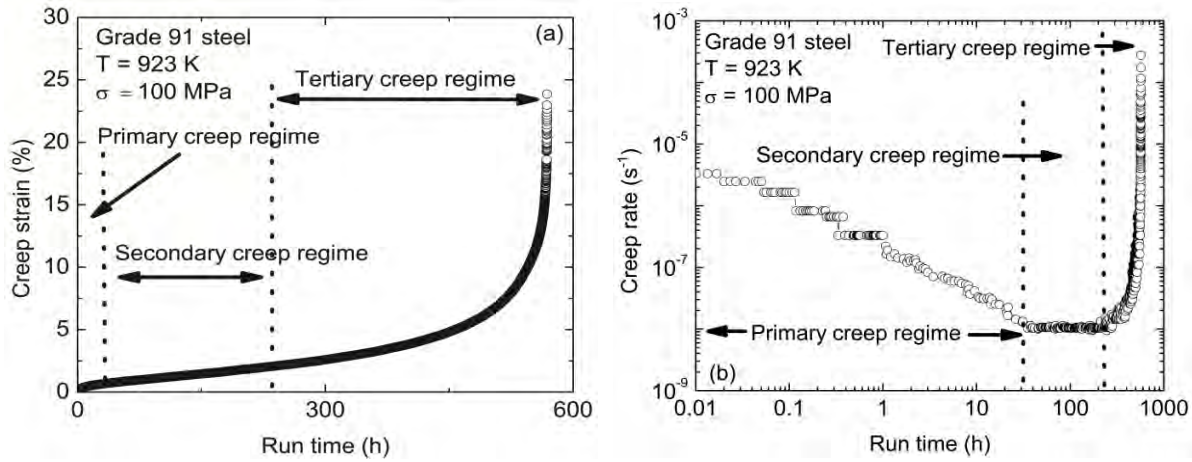 30
25
20
15
10
5
0
Creep strain (%)
Grade 91 steel
T = 923 K
σ = 100 MPa
(a)
Tertiary creep regime
Primary creep regime
Secondary creep regime
0
300
600
Run time (h)
10⁻³
10⁻⁵
10⁻⁷
10⁻⁹
Creep rate (s⁻¹)
Grade 91 steel
T = 923 K
σ = 100 MPa
Tertiary creep regime
Secondary creep regime
Primary creep regime
(b)
0.01
0.1
1
10
100
1000
Run time (h)